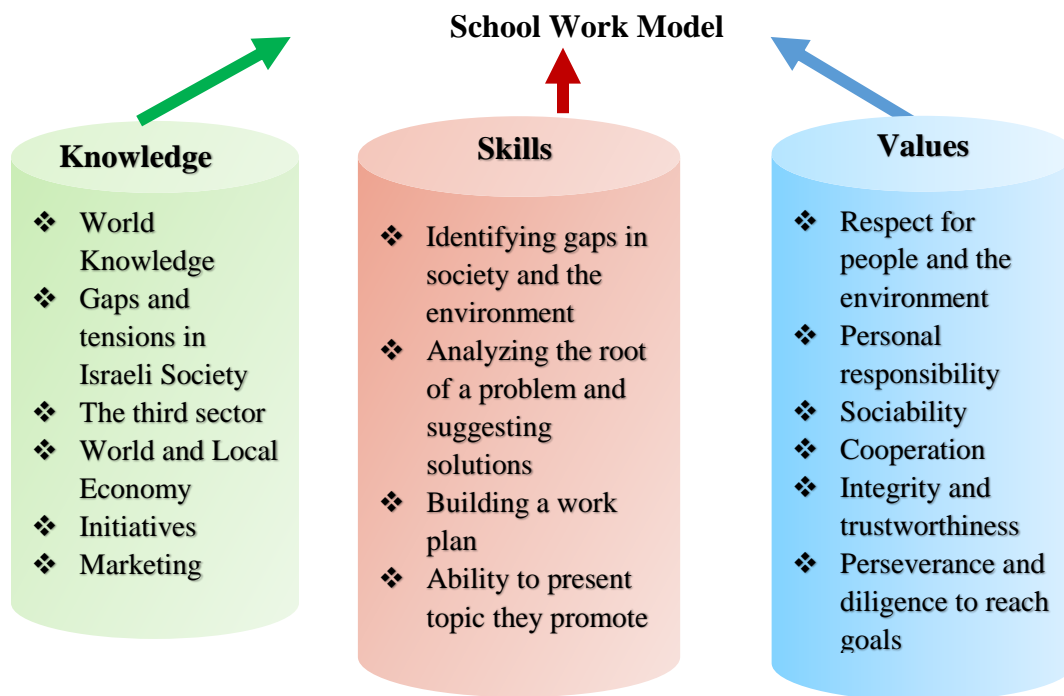 School Work Model
Knowledge
❖ World
Knowledge
❖ Gaps and
tensions in
Israeli Society
❖ The third sector
❖ World and Local
Economy
❖ Initiatives
❖ Marketing
Skills
❖ Identifying gaps in
society and the
environment
❖ Analyzing the root
of a problem and
suggesting
solutions
❖ Building a work
plan
❖ Ability to present
topic they promote
Values
❖ Respect for
people and the
environment
❖ Personal
responsibility
❖ Sociability
❖ Cooperation
❖ Integrity and
trustworthiness
❖ Perseverance and
diligence to reach
goals